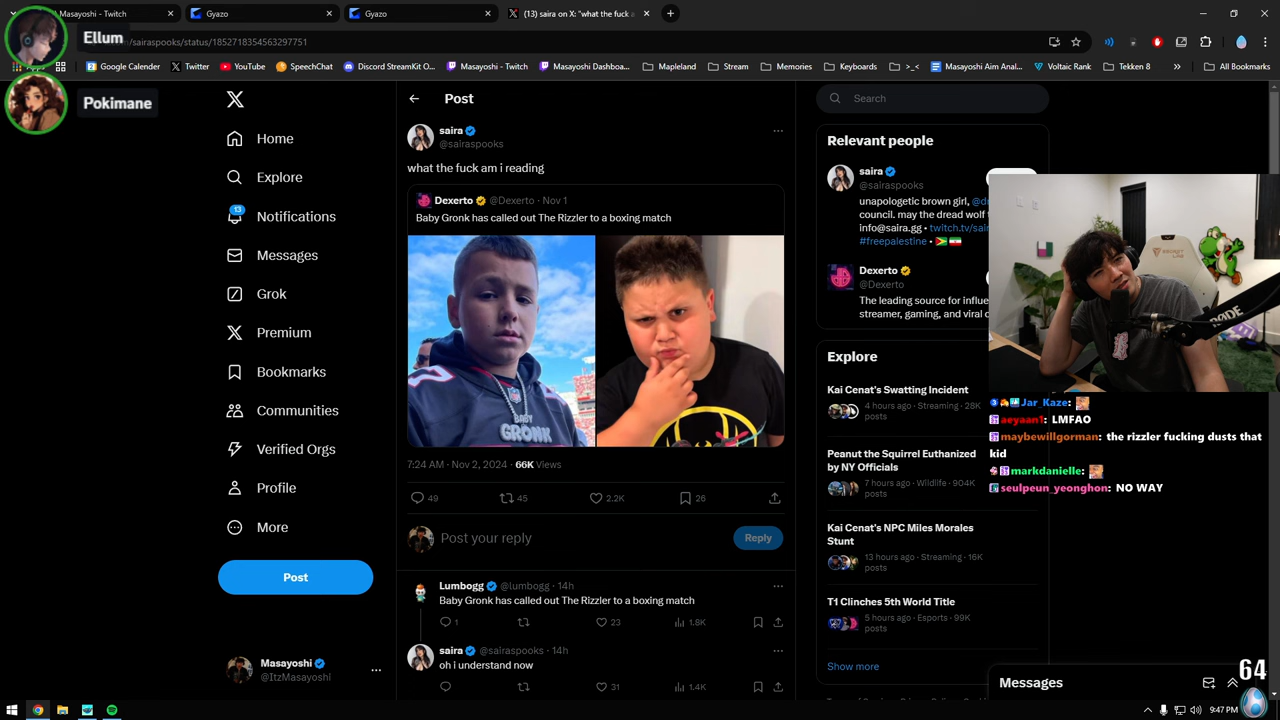 Masayoshi - Twitch
Gyazo
Gyazo
(13) saira on X: "what the fuck a
/sairaspooks/status/1852718354563297751
Ellum
Pokimane
Apps
Google Calender
Twitter
YouTube
SpeechChat
Discord StreamKit O...
Masayoshi - Twitch
Masayoshi Dashboa...
Mapleland
Stream
Memories
Keyboards
>_<
Masayoshi Aim Anal...
Voltaic Rank
Tekken 8
»
All Bookmarks
Home
Explore
13
Notifications
Messages
Grok
Premium
Bookmarks
Communities
Verified Orgs
Profile
More
Post
Masayoshi
@ItzMasayoshi
Post
saira
@sairaspooks
what the fuck am i reading
Dexerto @Dexerto · Nov 1
Baby Gronk has called out The Rizzler to a boxing match
BABY
GRONK
7:24 AM · Nov 2, 2024 · 66K Views
49
45
2.2K
26
Post your reply
Reply
Lumbogg @lumbogg · 14h
Baby Gronk has called out The Rizzler to a boxing match
1
23
1.8K
saira @sairaspooks · 14h
oh i understand now
31
1.4K
Search
Relevant people
saira
@sairaspooks
unapologetic brown girl,
council. may the dread wolf
info@saira.gg • twitch.tv/
#freepalestine •
Dexerto
@Dexerto
The leading source for
streamer, gaming, and viral
Explore
Kai Cenat's Swatting Incident
4 hours ago · Streaming · 28K
posts
Peanut the Squirrel Euthanized
by NY Officials
7 hours ago · Wildlife · 904K
posts
Kai Cenat's NPC Miles Morales
Stunt
13 hours ago · Streaming · 16K
posts
T1 Clinches 5th World Title
5 hours ago · Esports · 99K
posts
Show more
Jar_Kaze:
aeyaan1: LMFAO
maybewillgorman: the rizzler fucking dusts that
kid
markdanielle:
seulpeun_yeonghon: NO WAY
Messages
64
9:47 PM